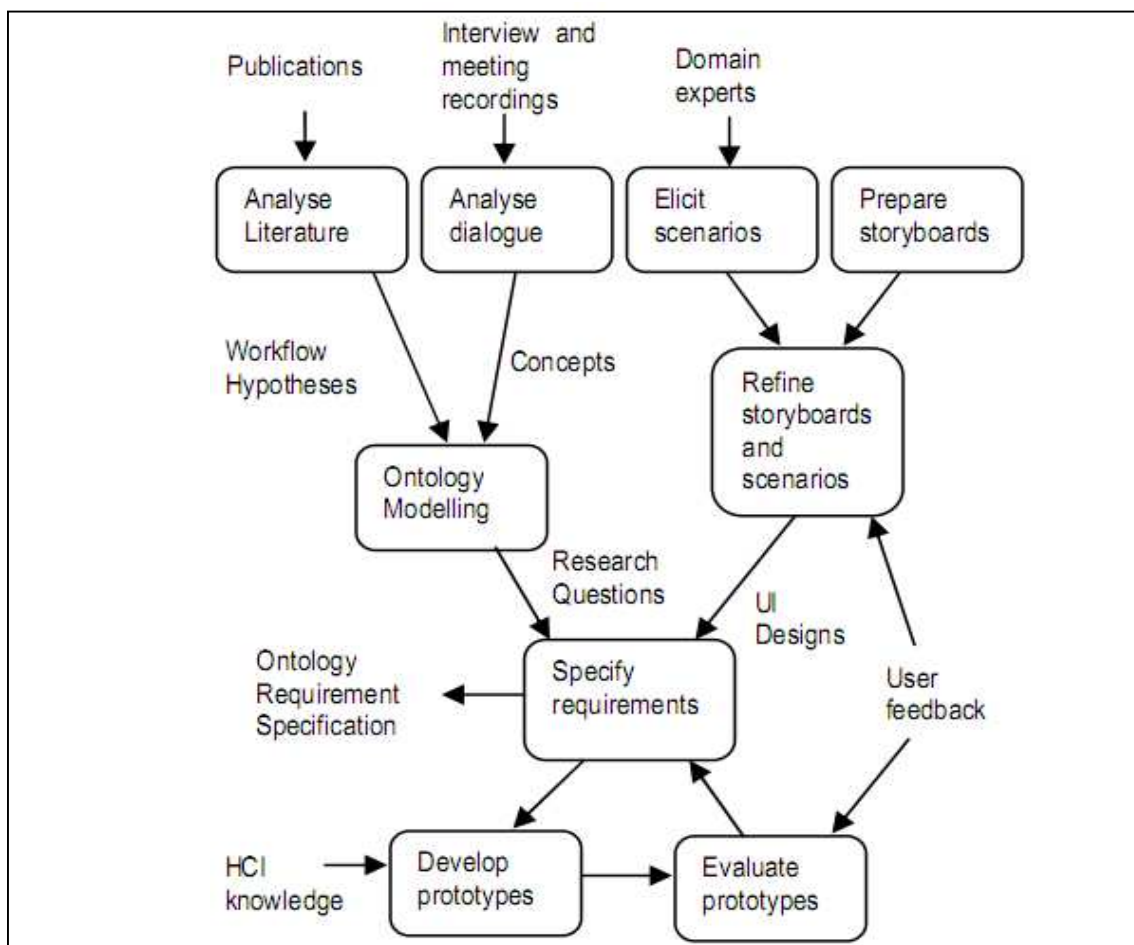 Publications
Interview and
meeting
recordings
Domain
experts
Analyse
Literature
Analyse
dialogue
Elicit
scenarios
Prepare
storyboards
Workflow
Hypotheses
Concepts
Refine
storyboards
and
scenarios
Ontology
Modelling
Research
Questions
UI
Designs
Ontology
Requirement
Specification
Specify
requirements
User
feedback
HCI
knowledge
Develop
prototypes
Evaluate
prototypes